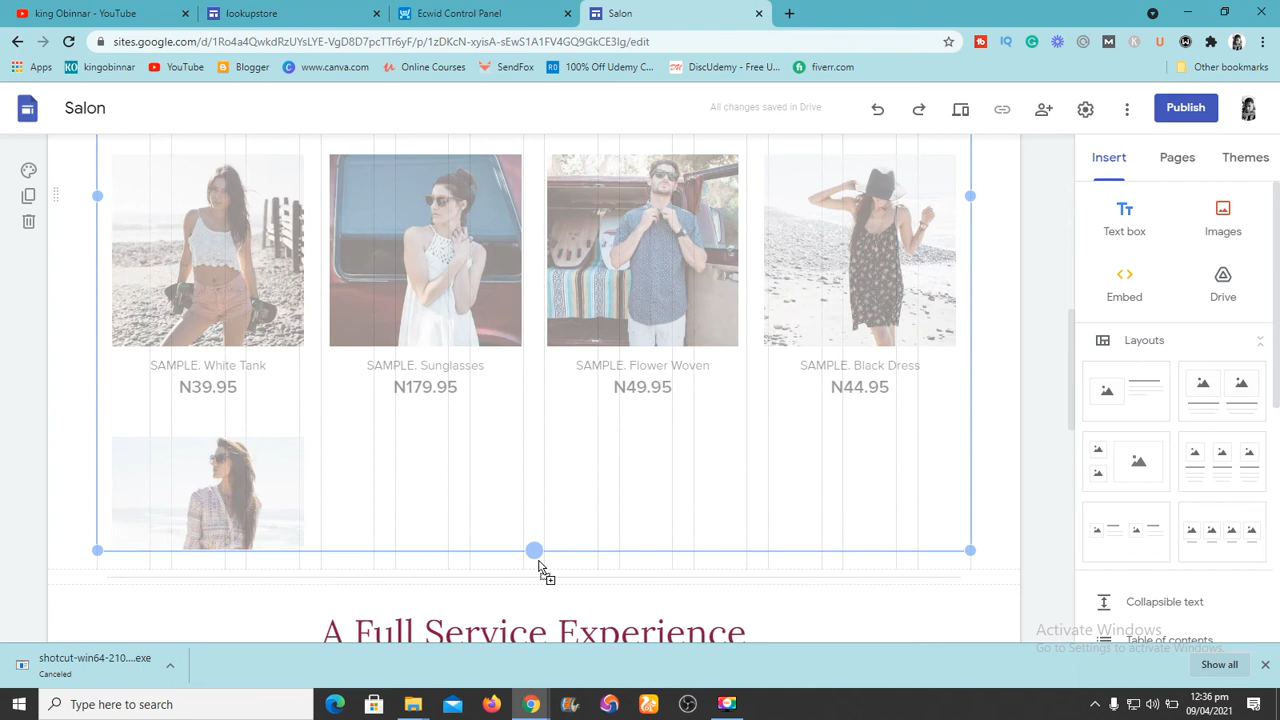 king Obinnar - YouTube
lookupstore
Ecwid Control Panel
Salon
sites.google.com/d/1Ro4a4QwkdRzUYsLYE-VgD8D7pcTTr6yF/p/1zDKcN-xyisA-sEwS1A1FV4GQ9GkCE3Ig/edit
Apps
kingobinnar
YouTube
Blogger
www.canva.com
Online Courses
SendFox
100% Off Udemy C...
DiscUdemy - Free U...
fiverr.com
Other bookmarks
Salon
All changes saved in Drive
Publish
Insert
Pages
Themes
Text box
Images
Embed
Drive
Layouts
SAMPLE. White Tank
SAMPLE. Sunglasses
SAMPLE. Flower Woven
SAMPLE. Black Dress
N39.95
N179.95
N49.95
N44.95
Collapsible text
Table of contents
A Full Service Experience
Activate Windows
Go to Settings to activate Windows.
shotcut-win64-210....exe
Canceled
Show all
Type here to search
12:36 pm
09/04/2021